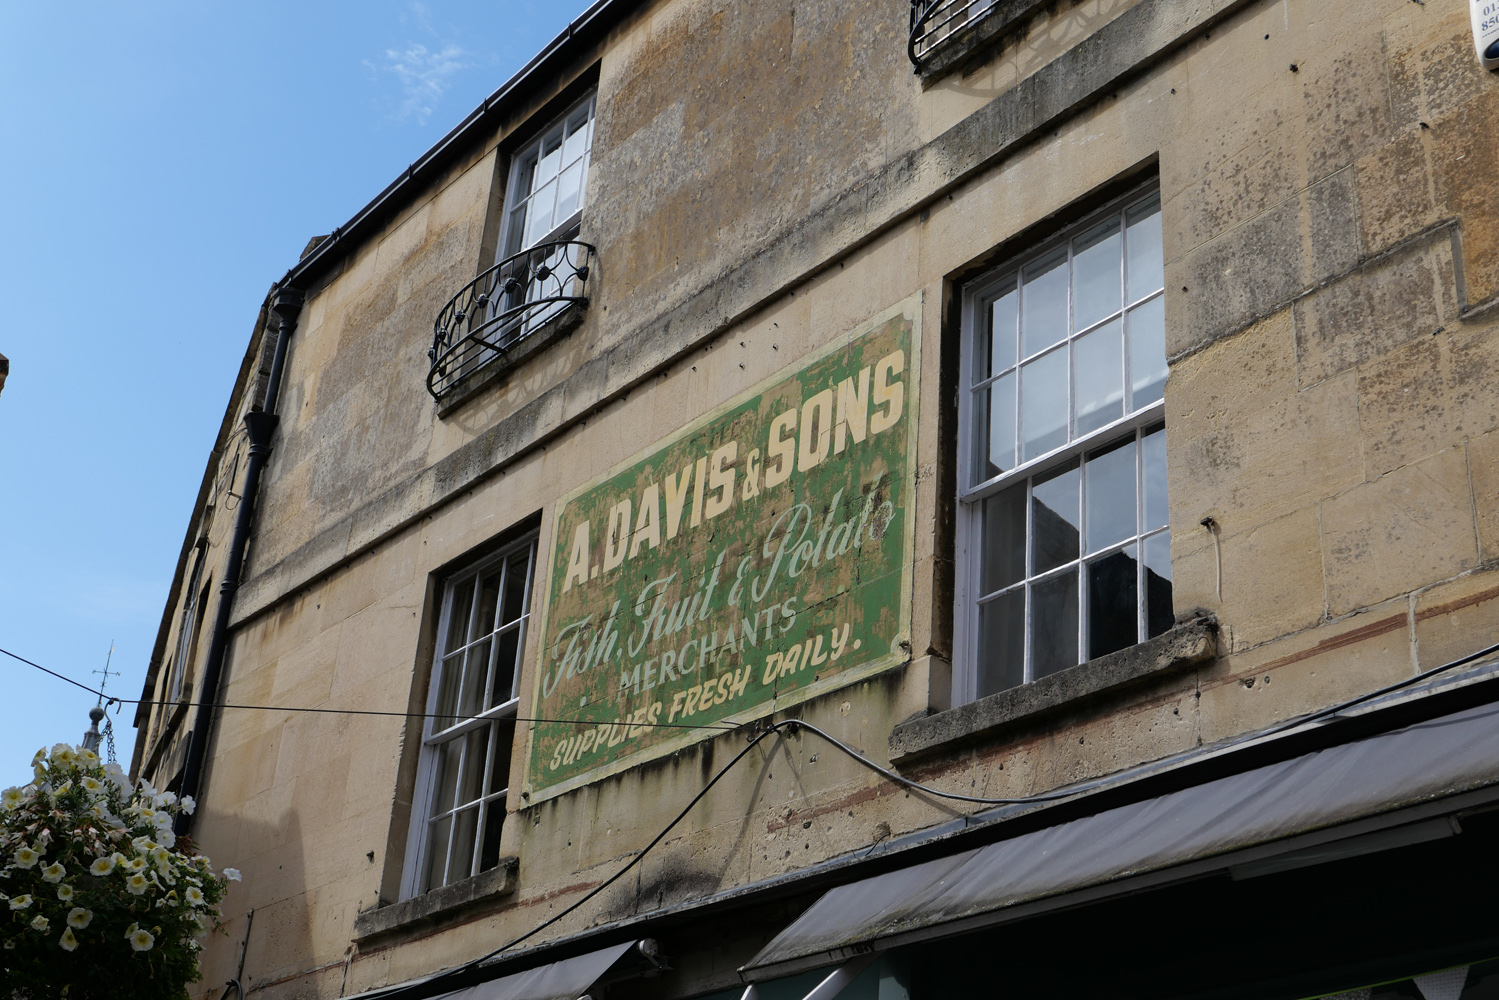 A. DAVIS & SONS
Fish, Fruit & Potato
MERCHANTS
SUPPLIES FRESH DAILY.